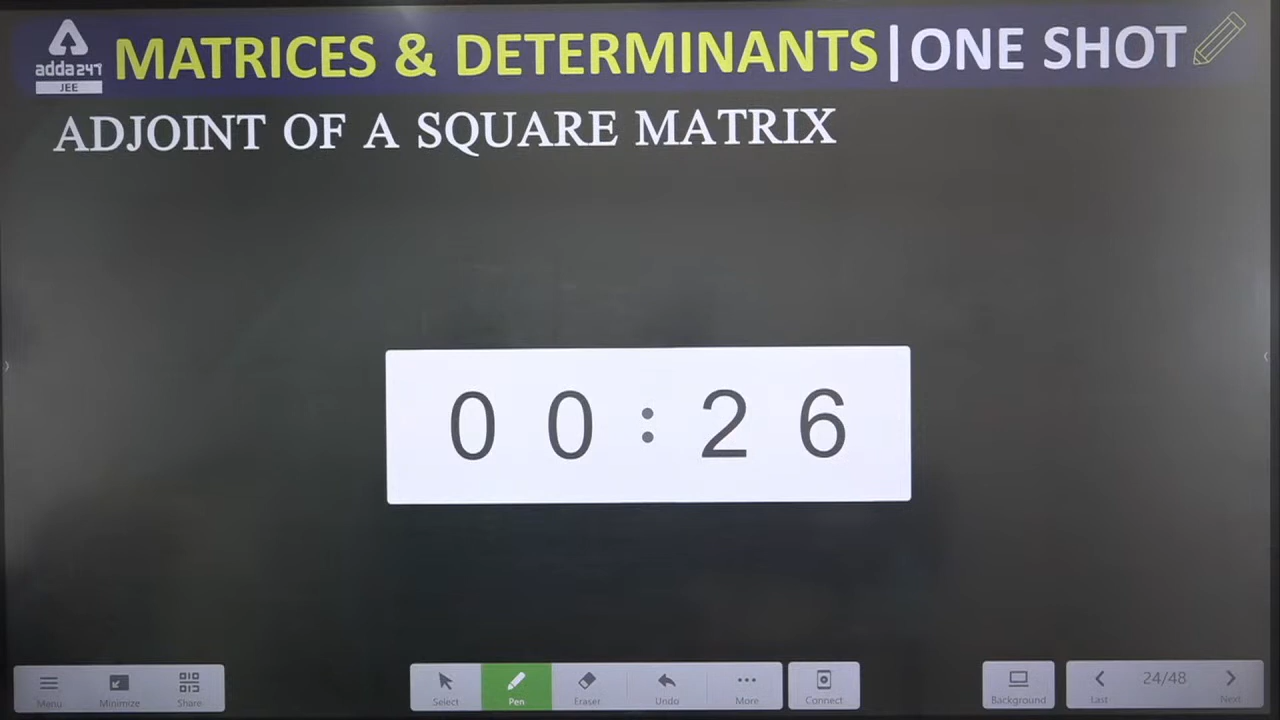 adda247
JEE
MATRICES & DETERMINANTS|ONE SHOT
ADJOINT OF A SQUARE MATRIX
00:26
Menu
Minimize
Share
Select
Pen
Eraser
Undo
More
Connect
Background
Last
24/48
Next